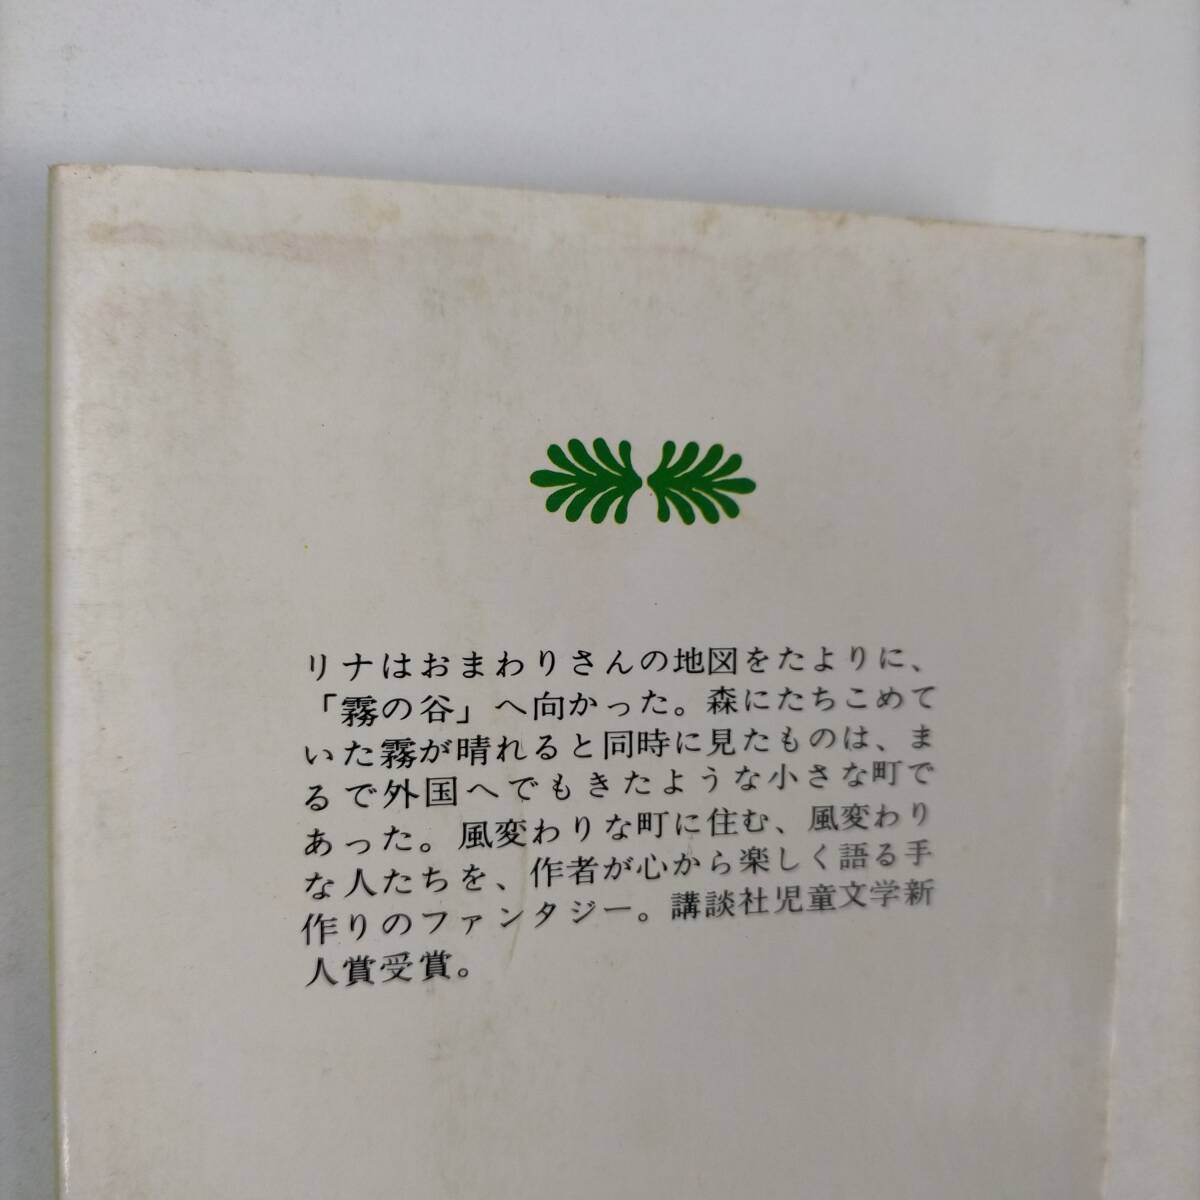 リナはおまわりさんの地図をたよりに、
「霧の谷」へ向かった。森にたちこめて
いた霧が晴れると同時に見たものは、ま
るで外国へでもきたような小さな町で
あった。風変わりな町に住む、風変わり
な人たちを、作者が心から楽しく語る手
作りのファンタジー。講談社児童文学新
人賞受賞。